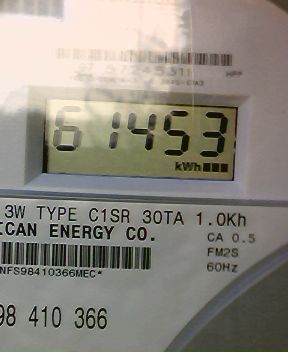 61453
kWh
3W TYPE C1SR 30TA 1.0Kh
ICAN ENERGY CO.
CA 0.5
NFS98410366MEC*
FM2S
60Hz
98 410 366